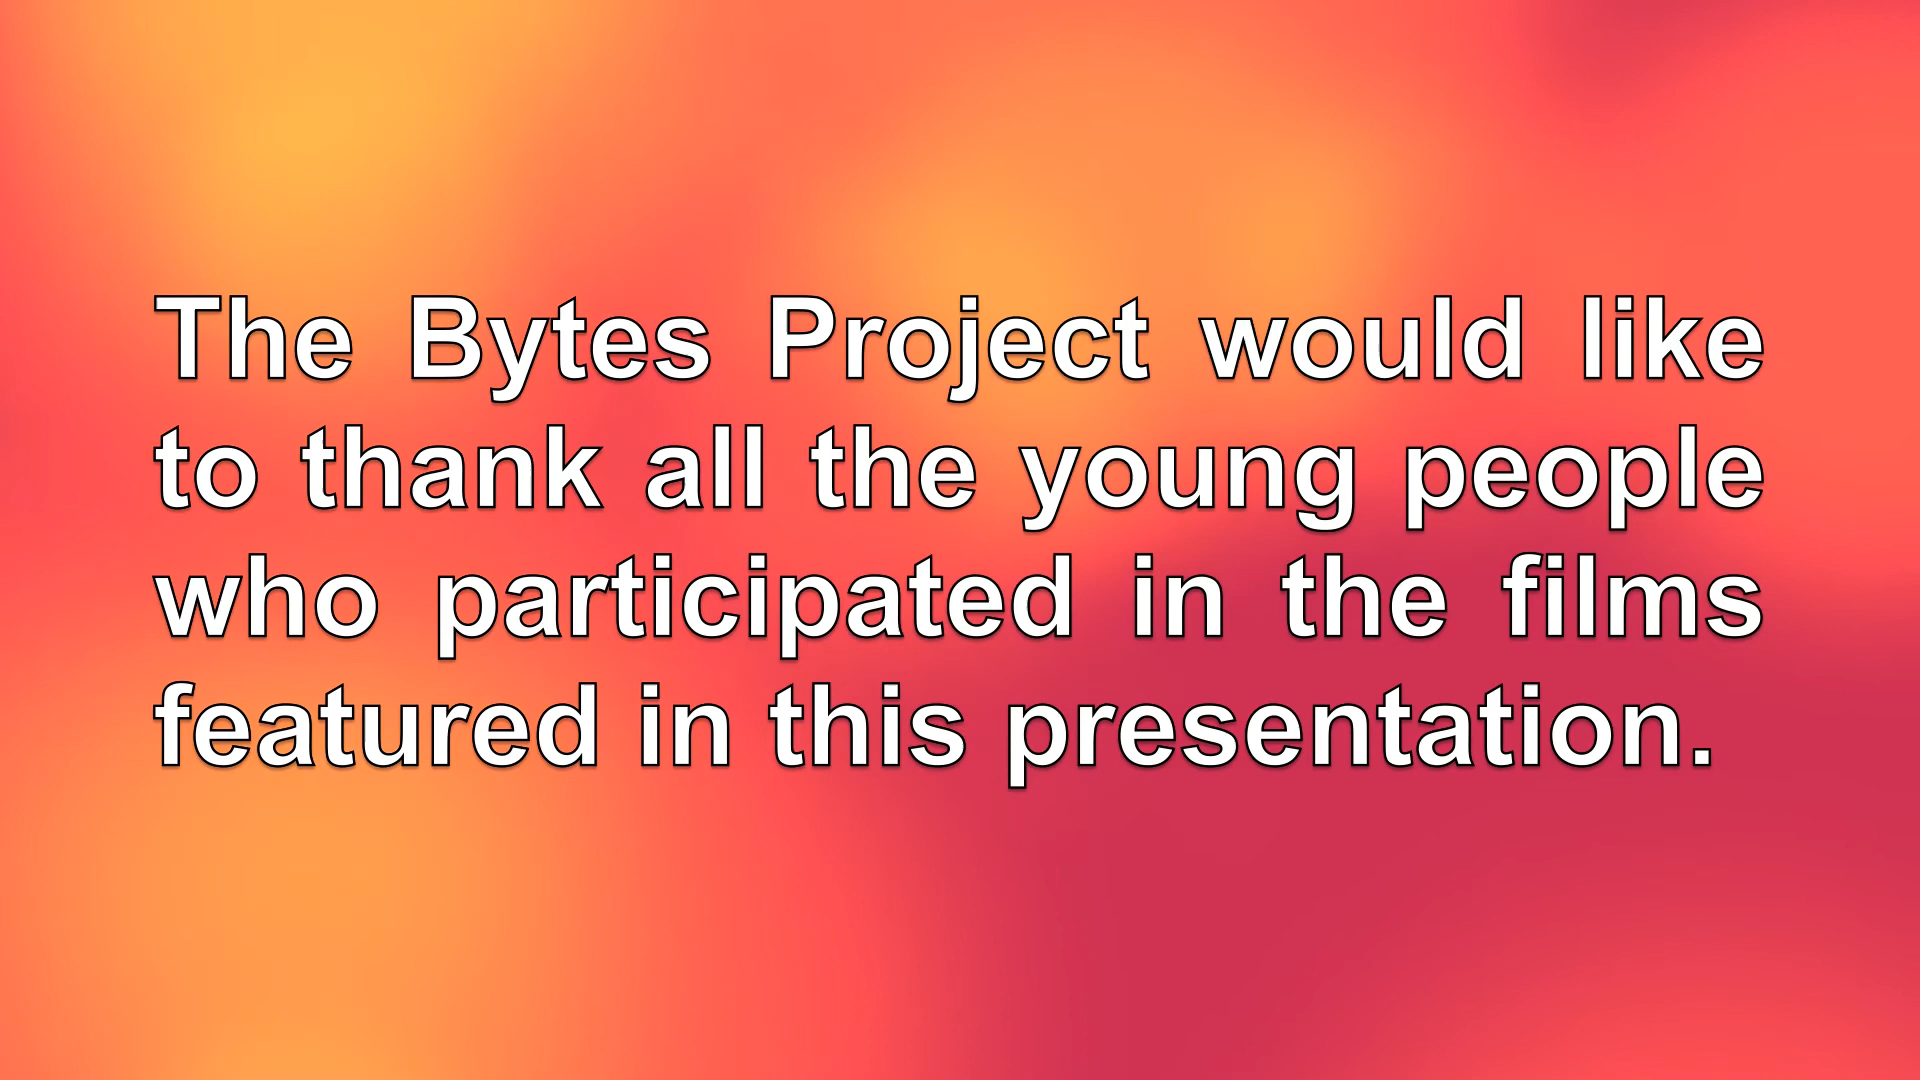 The Bytes Project would like
to thank all the young people
who participated in the films
featured in this presentation.